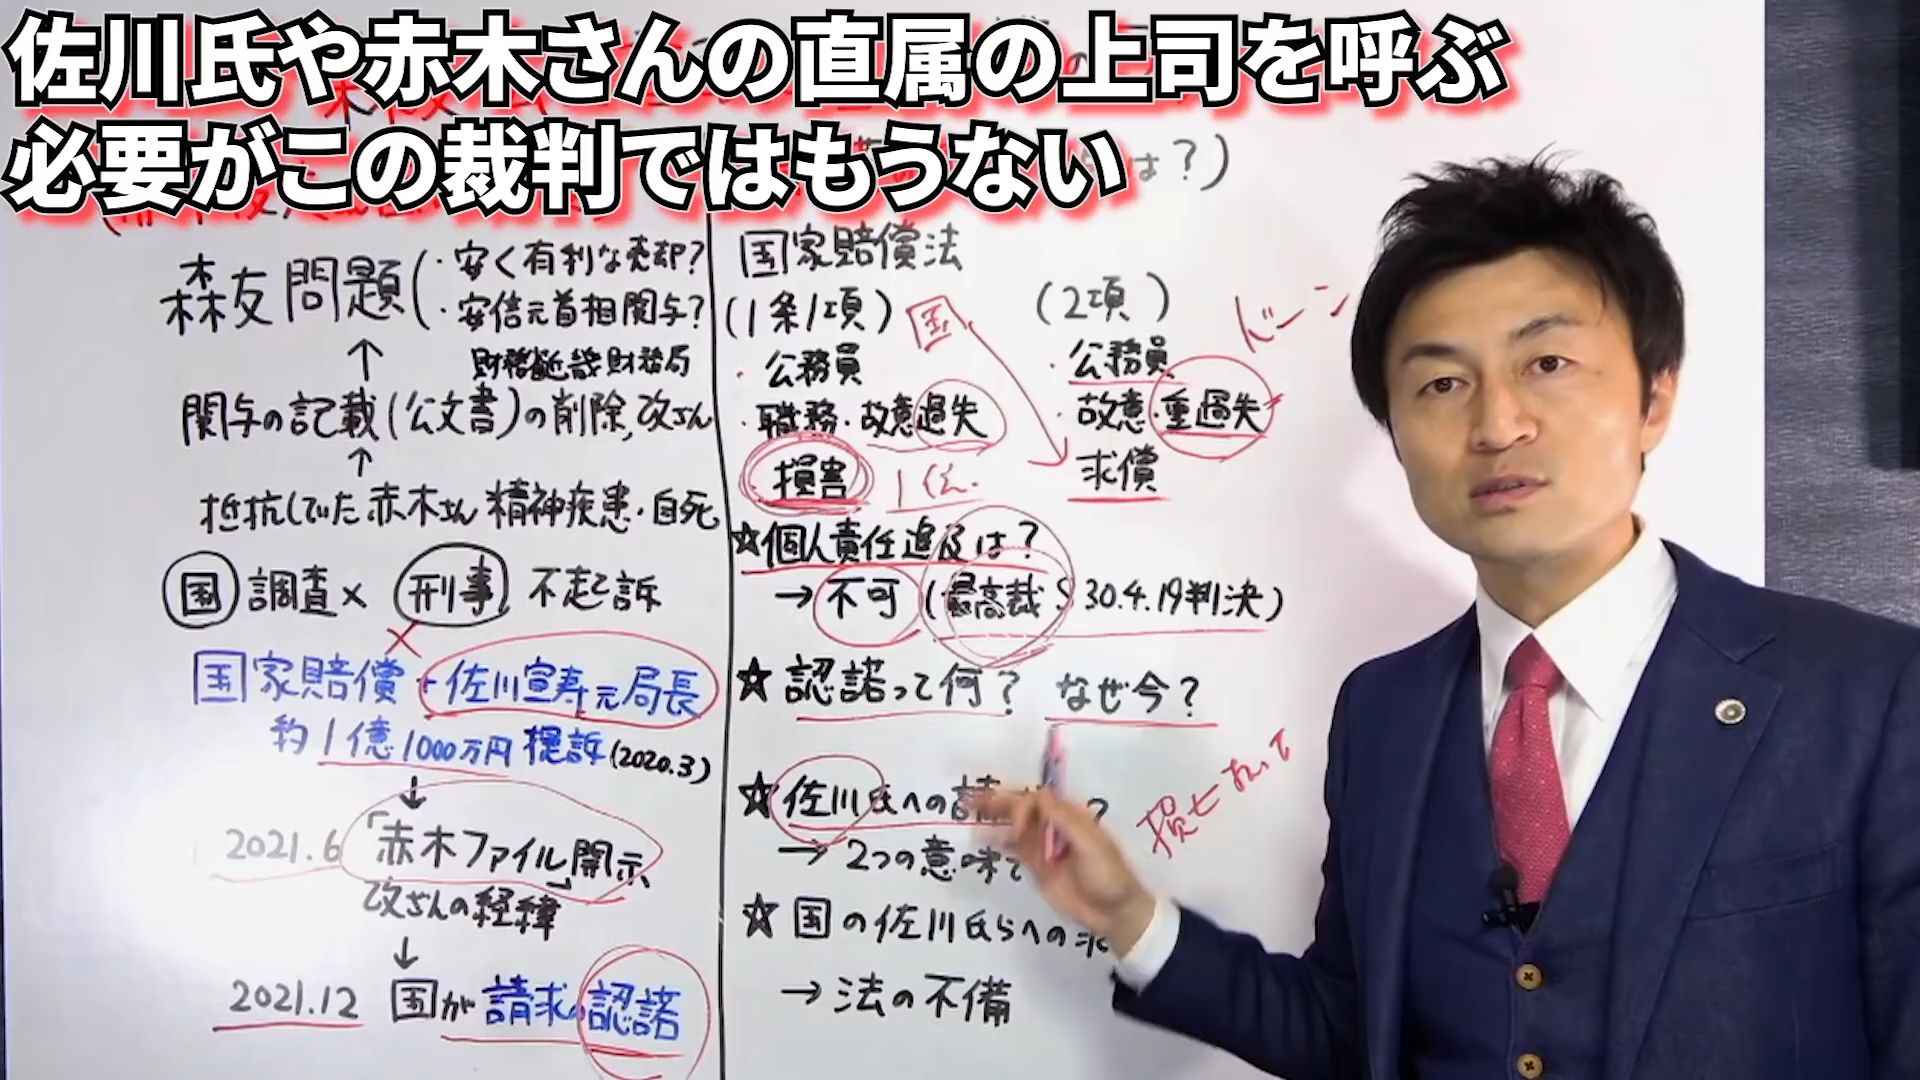 佐川氏や赤木さんの直属の上司を呼ぶ
必要がこの裁判ではもうない
は?)
森友問題(・安く有利な売却?
・安倍元首相関与?
↑ 財務省近畿財務局
関与の記載(公文書)の削除,改ざん
↑
抵抗していた赤木さん 精神疾患・自死
国 調査× 刑事 不起訴
×
国家賠償 + 佐川宣寿元局長
約1億1000万円提訴(2020.3)
↓
2021.6「赤木ファイル」開示
改ざんの経緯
↓
2021.12 国が請求の認諾
国家賠償法
(1条1項) 国 (2項)
・公務員
・職務・故意過失
損害 1億
・公務員
・故意・重過失
求償
☆個人責任追及は?
→不可(最高裁S30.4.19判決)
☆認諾って何? なぜ今?
☆佐川氏への請?
→2つの意味で
☆国の佐川氏らへの求
→法の不備